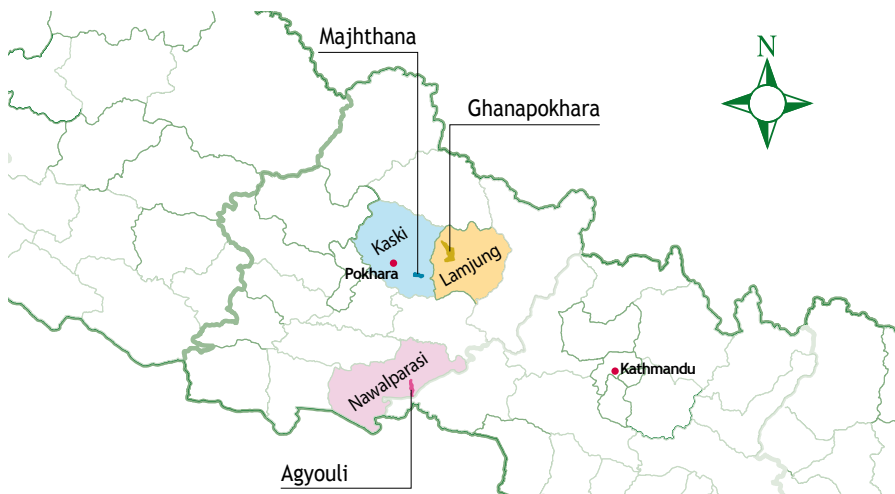 Majhthana
N
Ghanapokhara
Kaski
Lamjung
Pokhara
Nawalparasi
Kathmandu
Agyouli